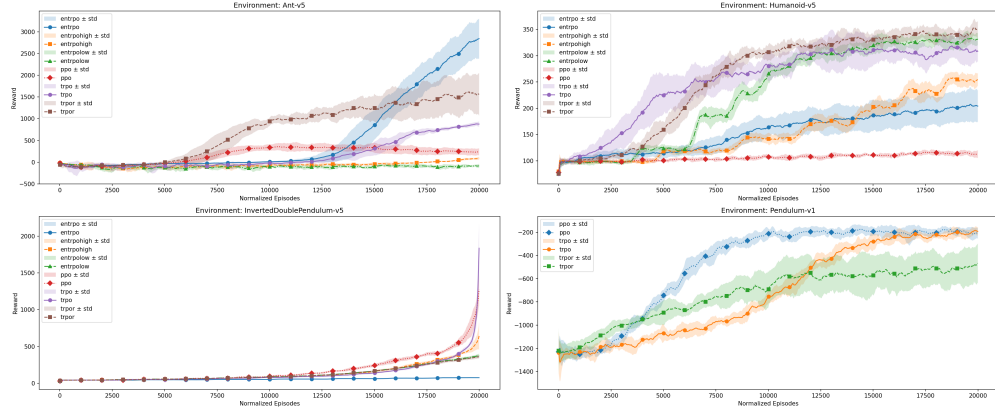 Environment: Ant-v5
entrpo ± std
entrpo
entrpohigh ± std
entrpohigh
entrpolow ± std
entrpolow
ppo ± std
ppo
trpo ± std
trpo
trpor ± std
trpor
Reward
3000
2500
2000
1500
1000
500
0
−500
0 2500 5000 7500 10000 12500 15000 17500 20000
Normalized Episodes
Environment: Humanoid-v5
entrpo ± std
entrpo
entrpohigh ± std
entrpohigh
entrpolow ± std
entrpolow
ppo ± std
ppo
trpo ± std
trpo
trpor ± std
trpor
Reward
350
300
250
200
150
100
0 2500 5000 7500 10000 12500 15000 17500 20000
Normalized Episodes
Environment: InvertedDoublePendulum-v5
entrpo ± std
entrpo
entrpohigh ± std
entrpohigh
entrpolow ± std
entrpolow
ppo ± std
ppo
trpo ± std
trpo
trpor ± std
trpor
Reward
2000
1500
1000
500
0
0 2500 5000 7500 10000 12500 15000 17500 20000
Normalized Episodes
Environment: Pendulum-v1
ppo ± std
ppo
trpo ± std
trpo
trpor ± std
trpor
Reward
−200
−400
−600
−800
−1000
−1200
−1400
0 2500 5000 7500 10000 12500 15000 17500 20000
Normalized Episodes